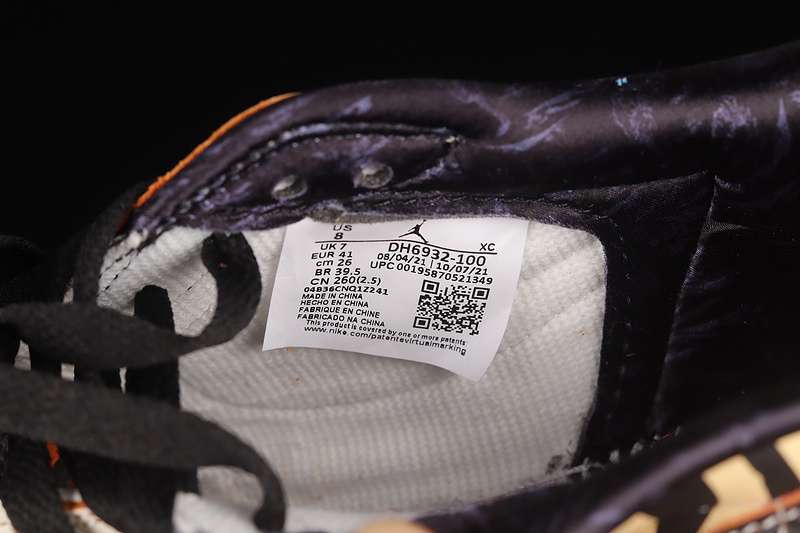 US
8
UK 7
EUR 41
cm 26
BR 39.5
CN 260(2.5)
XC
DH6932-100
08/04/21 | 10/07/21
UPC 00195870521349
04B36CNQ12241
MADE IN CHINA
HECHO EN CHINA
FABRIQUE EN CHINE
FABRICADO NA CHINA
This product is covered by one or more patents
www.nike.com/patentsvirtualmarking